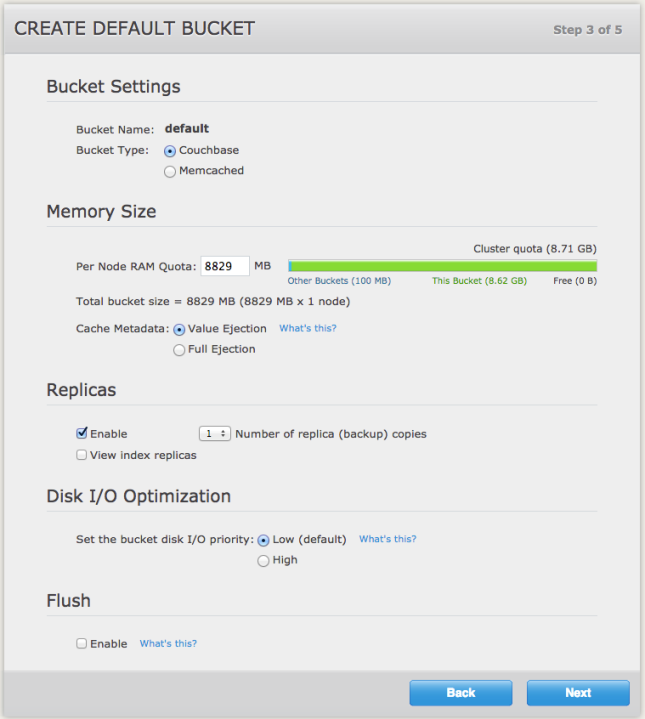 CREATE DEFAULT BUCKET Step 3 of 5
Bucket Settings
Bucket Name: default
Bucket Type: Couchbase
Memcached
Memory Size
Cluster quota (8.71 GB)
Per Node RAM Quota: 8829 MB
Other Buckets (100 MB) This Bucket (8.62 GB) Free (0 B)
Total bucket size = 8829 MB (8829 MB x 1 node)
Cache Metadata: Value Ejection What's this?
Full Ejection
Replicas
Enable 1 Number of replica (backup) copies
View index replicas
Disk I/O Optimization
Set the bucket disk I/O priority: Low (default) What's this?
High
Flush
Enable What's this?
Back Next